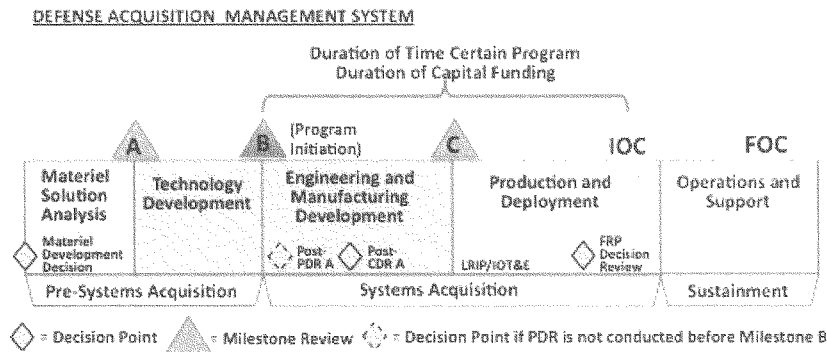 DEFENSE ACQUISITION MANAGEMENT SYSTEM
Duration of Time Certain Program
Duration of Capital Funding
A
B
(Program
Initiation)
C
IOC
FOC
Materiel
Solution
Analysis
Technology
Development
Engineering and
Manufacturing
Development
Production and
Deployment
Operations and
Support
Materiel
Development
Decision
Post-
PDR A
Post-
CDR A
LRIP/IOT&E
FRP
Decision
Review
Pre-Systems Acquisition
Systems Acquisition
Sustainment
= Decision Point
= Milestone Review
= Decision Point if PDR is not conducted before Milestone B